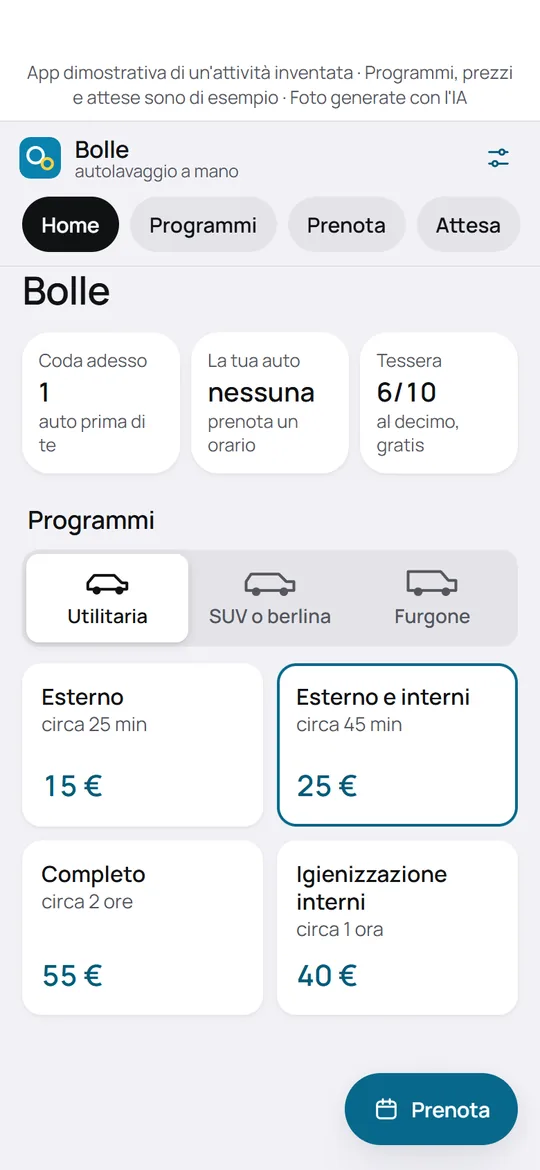 App dimostrativa di un'attività inventata · Programmi, prezzi
e attese sono di esempio · Foto generate con l'IA
Bolle
autolavaggio a mano
Home
Programmi
Prenota
Attesa
Bolle
Coda adesso
1
auto prima di
te
La tua auto
nessuna
prenota un
orario
Tessera
6/10
al decimo,
gratis
Programmi
Utilitaria
SUV o berlina
Furgone
Esterno
circa 25 min
15 €
Esterno e interni
circa 45 min
25 €
Completo
circa 2 ore
55 €
Igienizzazione
interni
circa 1 ora
40 €
Prenota